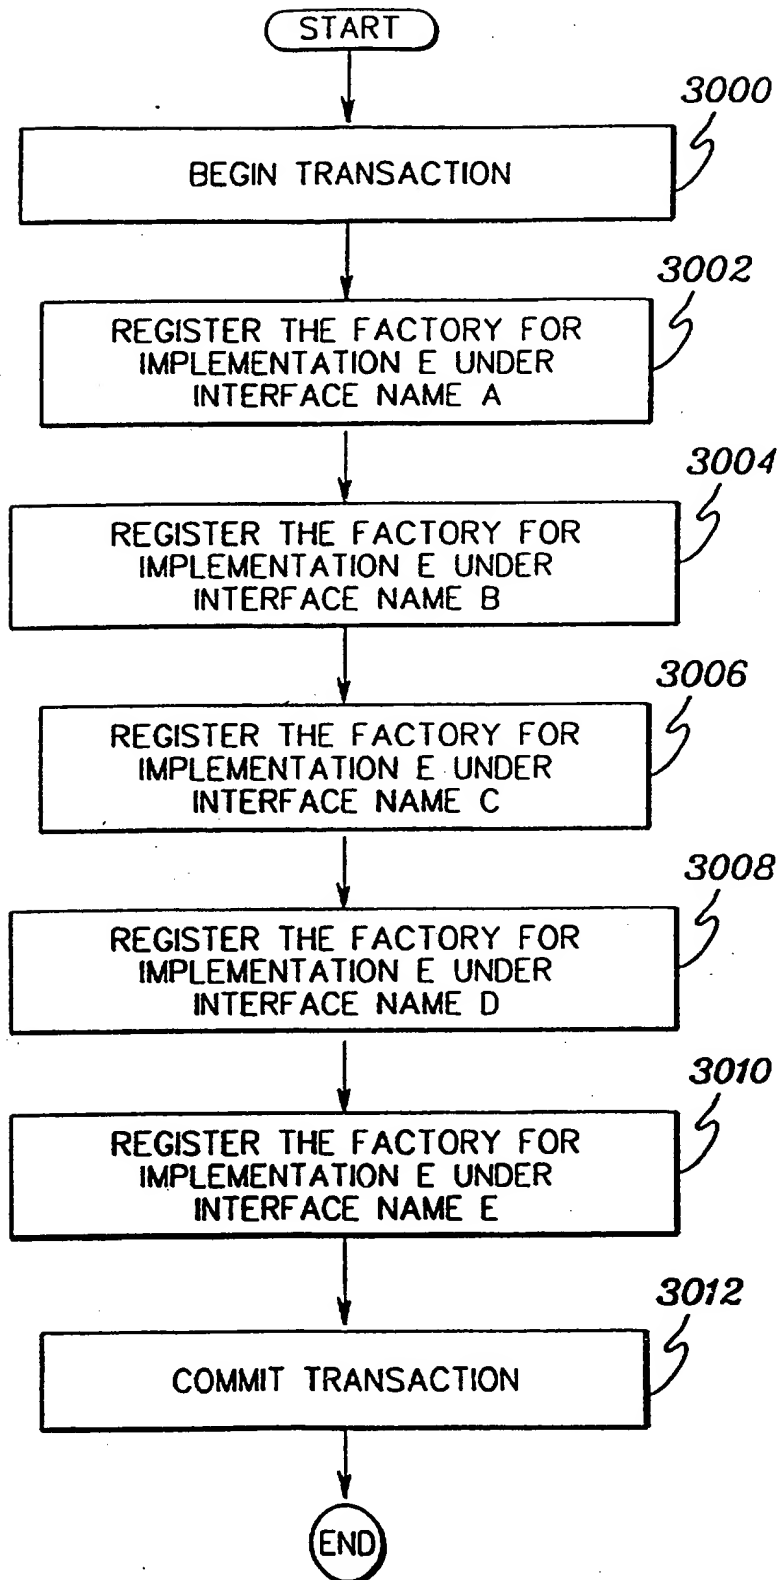 START
3000
BEGIN TRANSACTION
3002
REGISTER THE FACTORY FOR
IMPLEMENTATION E UNDER
INTERFACE NAME A
3004
REGISTER THE FACTORY FOR
IMPLEMENTATION E UNDER
INTERFACE NAME B
3006
REGISTER THE FACTORY FOR
IMPLEMENTATION E UNDER
INTERFACE NAME C
3008
REGISTER THE FACTORY FOR
IMPLEMENTATION E UNDER
INTERFACE NAME D
3010
REGISTER THE FACTORY FOR
IMPLEMENTATION E UNDER
INTERFACE NAME E
3012
COMMIT TRANSACTION
END